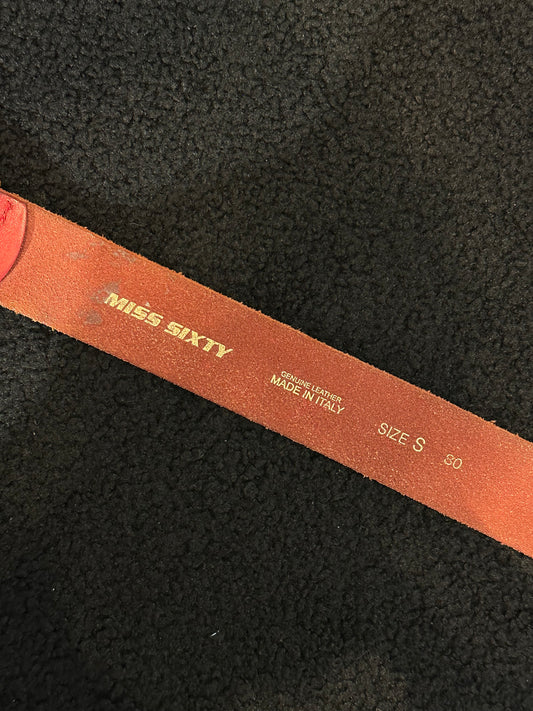 MISS SIXTY
GENUINE LEATHER
MADE IN ITALY
SIZE S 80